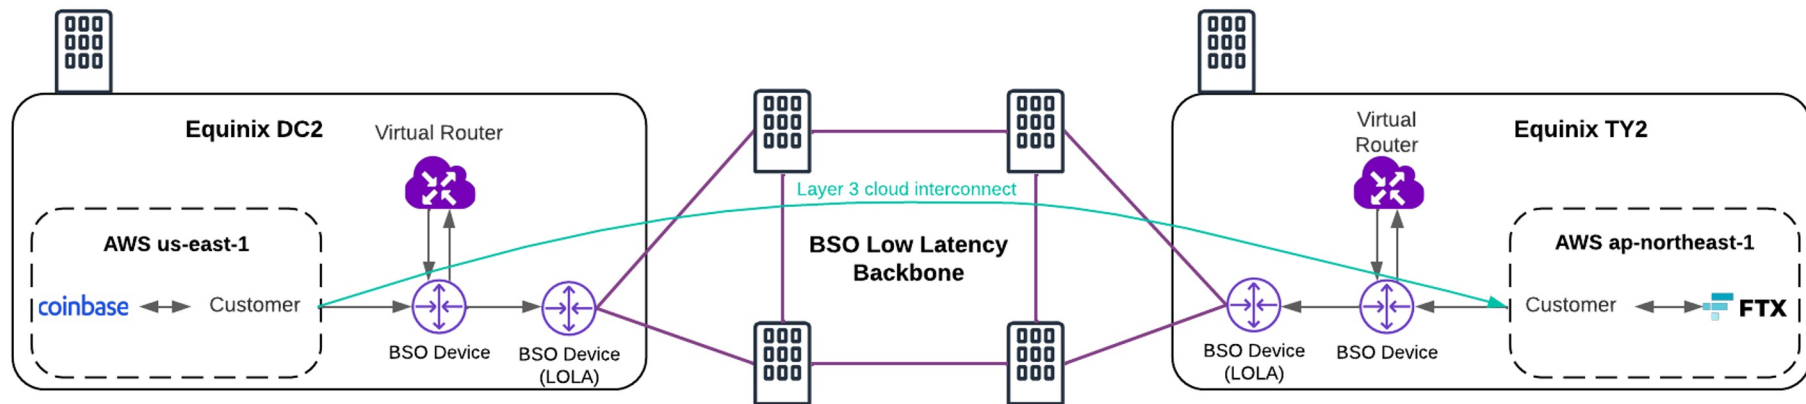 Equinix DC2
Virtual Router
AWS us-east-1
coinbase
Customer
BSO Device
BSO Device
(LOLA)
Layer 3 cloud interconnect
BSO Low Latency
Backbone
Equinix TY2
Virtual
Router
AWS ap-northeast-1
BSO Device
(LOLA)
BSO Device
Customer
FTX